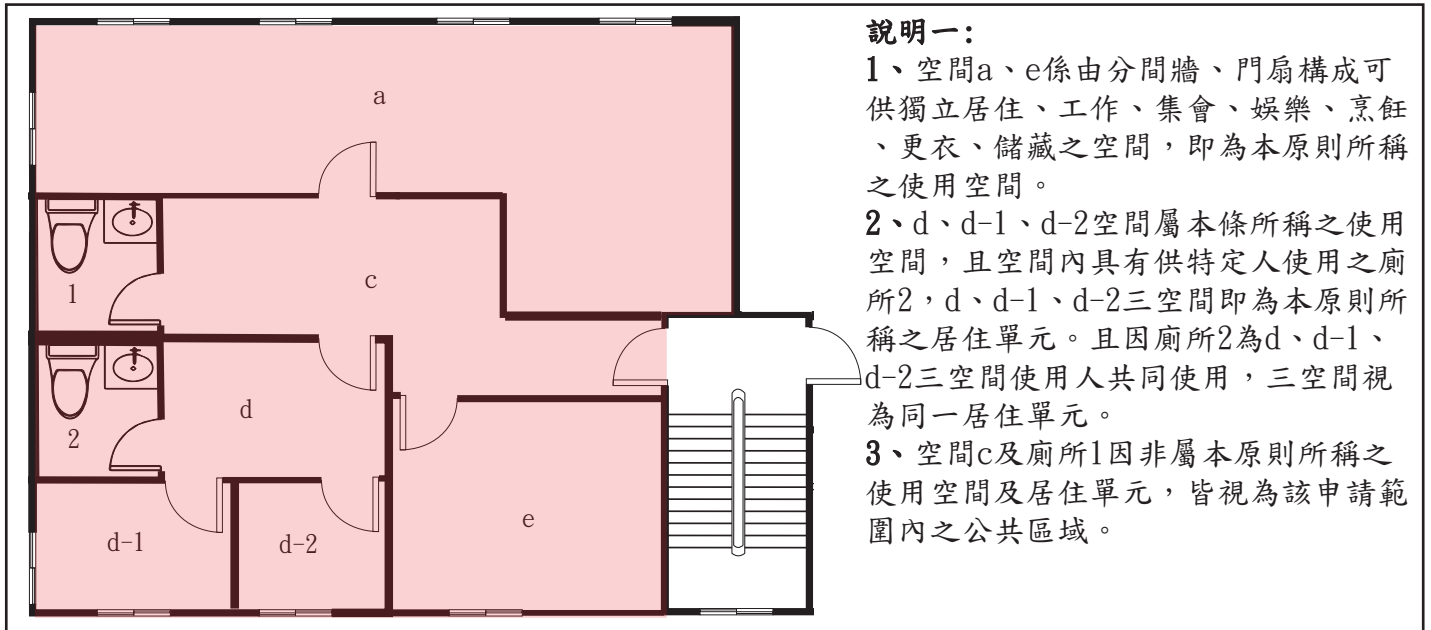 a
1
c
2
d
d-1
d-2
e
說明一:
1、空間a、e係由分間牆、門扇構成可
供獨立居住、工作、集會、娛樂、烹飪
、更衣、儲藏之空間，即為本原則所稱
之使用空間。
2、d、d-1、d-2空間屬本條所稱之使用
空間，且空間內具有供特定人使用之廁
所2，d、d-1、d-2三空間即為本原則所
稱之居住單元。且因廁所2為d、d-1、
d-2三空間使用人共同使用，三空間視
為同一居住單元。
3、空間c及廁所1因非屬本原則所稱之
使用空間及居住單元，皆視為該申請範
圍內之公共區域。